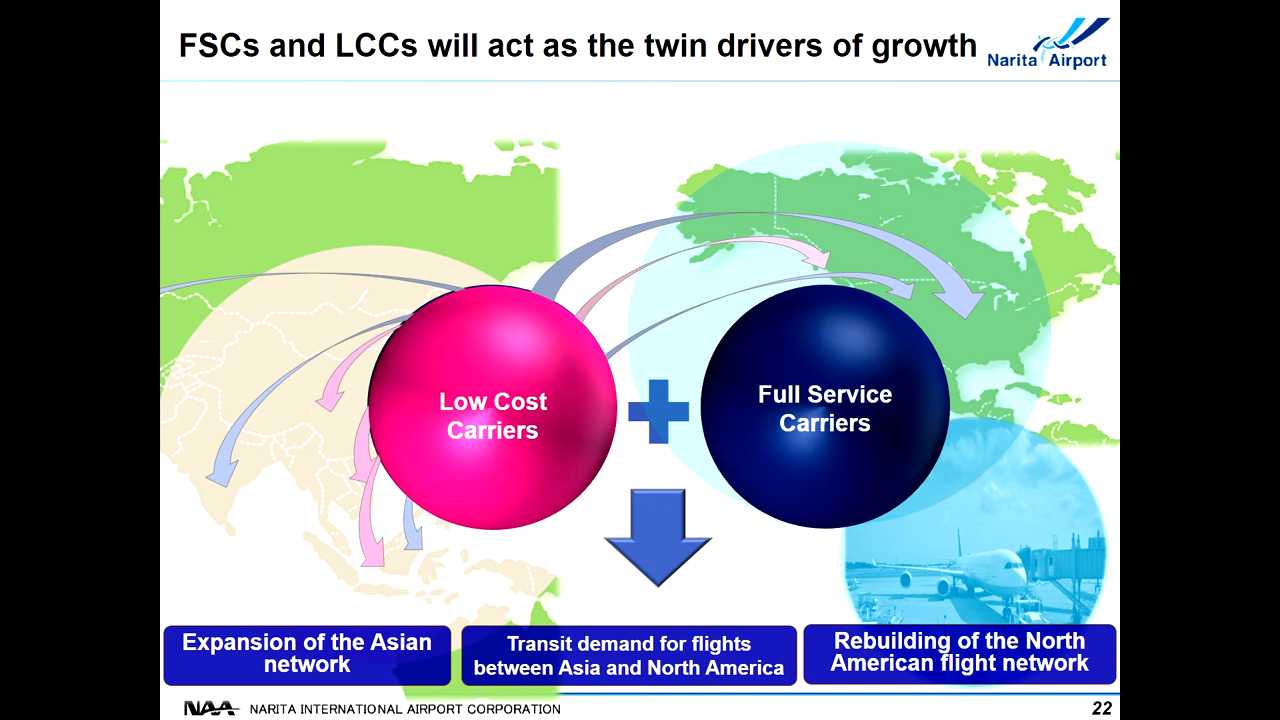 FSCs and LCCs will act as the twin drivers of growth
Narita Airport
Low Cost
Carriers
Full Service
Carriers
Expansion of the Asian
network
Transit demand for flights
between Asia and North America
Rebuilding of the North
American flight network
NAA NARITA INTERNATIONAL AIRPORT CORPORATION
22